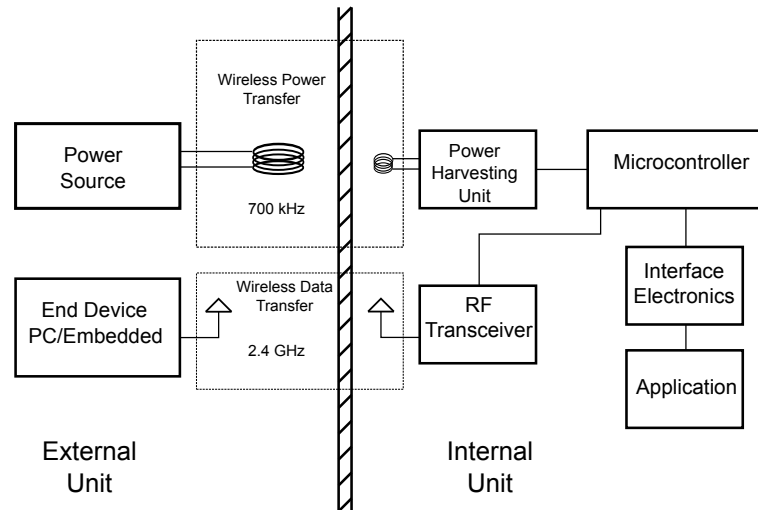 Wireless Power
Transfer
Power
Source
700 kHz
Power
Harvesting
Unit
Microcontroller
Wireless Data
Transfer
End Device
PC/Embedded
2.4 GHz
RF
Transceiver
Interface
Electronics
Application
External
Unit
Internal
Unit